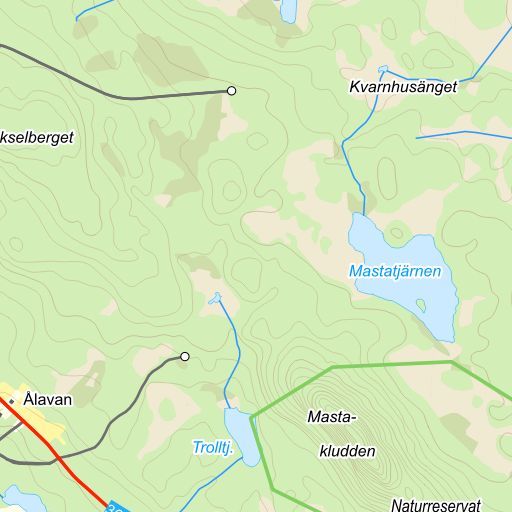 Kvarnhusänget
kselberget
Mastatjärnen
Ålavan
Masta-
kludden
Trolltj.
Naturreservat